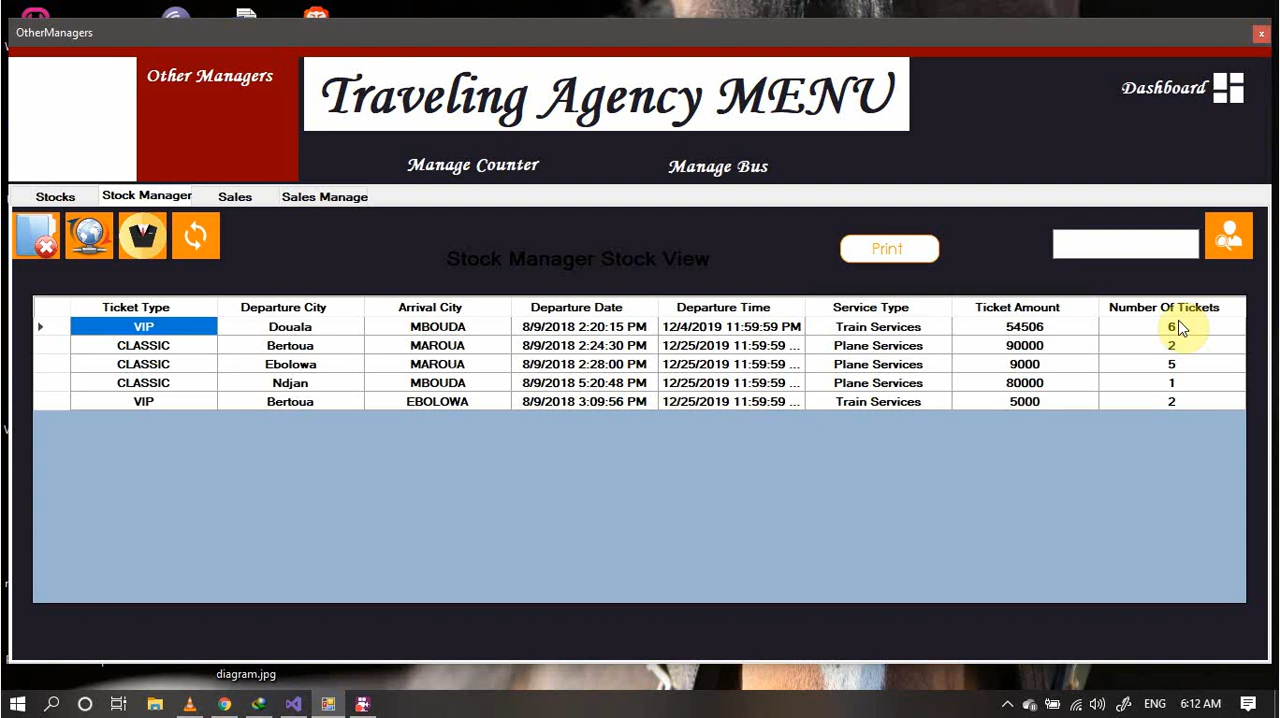 OtherManagers
x
Other Managers
Traveling Agency MENU
Dashboard
Manage Counter
Manage Bus
Stocks
Stock Manager
Sales
Sales Manage
Print
Stock Manager Stock View
Ticket Type Departure City Arrival City Departure Date Departure Time Service Type Ticket Amount Number Of Tickets
VIP Douala MBOUDA 8/9/2018 2:20:15 PM 12/4/2019 11:59:59 PM Train Services 54506 6
CLASSIC Bertoua MAROUA 8/9/2018 2:24:30 PM 12/25/2019 11:59:59 ... Plane Services 90000 2
CLASSIC Ebolowa MAROUA 8/9/2018 2:28:00 PM 12/25/2019 11:59:59 ... Plane Services 9000 5
CLASSIC Ndjan MBOUDA 8/9/2018 5:20:48 PM 12/25/2019 11:59:59 ... Plane Services 80000 1
VIP Bertoua EBOLOWA 8/9/2018 3:09:56 PM 12/25/2019 11:59:59 ... Train Services 5000 2
diagram.jpg
ENG
6:12 AM